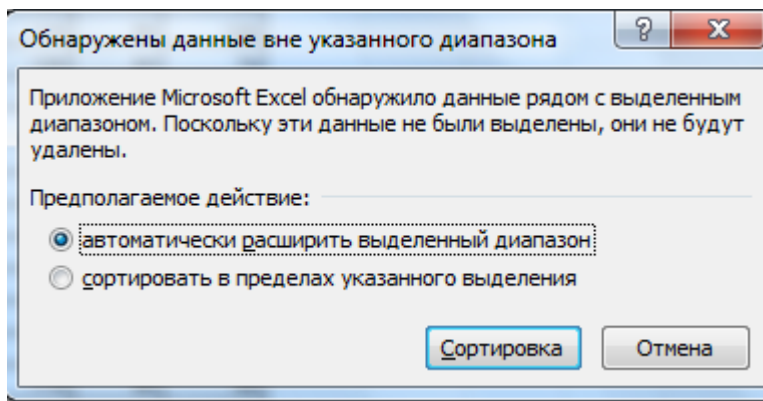 Обнаружены данные вне указанного диапазона
Приложение Microsoft Excel обнаружило данные рядом с выделенным
диапазоном. Поскольку эти данные не были выделены, они не будут
удалены.
Предполагаемое действие:
автоматически расширить выделенный диапазон
сортировать в пределах указанного выделения
Сортировка Отмена